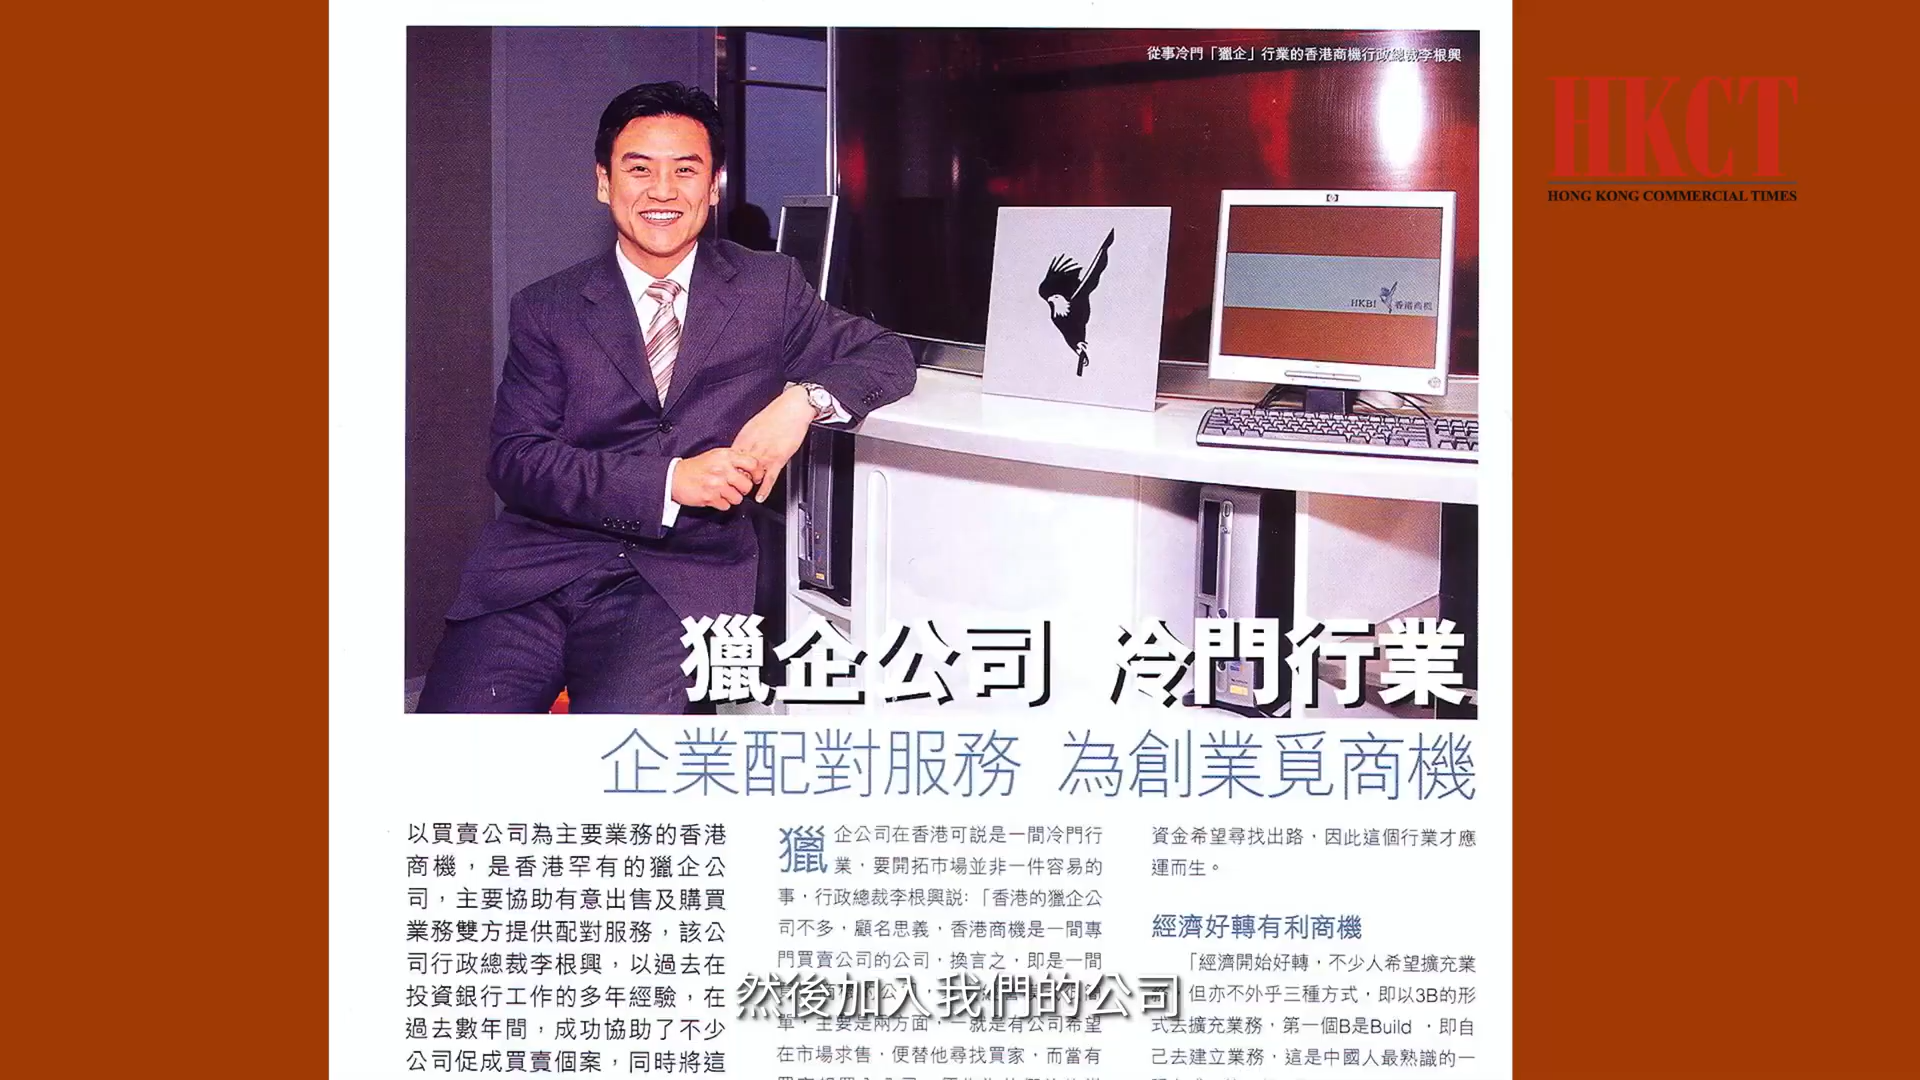 從事冷門「獵企」行業的香港商機行政總裁李根興
HKCT
HONG KONG COMMERCIAL TIMES
HKBI 香港商機
獵企公司 冷門行業
企業配對服務 為創業覓商機
以買賣公司為主要業務的香港
商機，是香港罕有的獵企公
司，主要協助有意出售及購買
業務雙方提供配對服務，該公
司行政總裁李根興，以過去在
投資銀行工作的多年經驗，在
過去數年間，成功協助了不少
公司促成買賣個案，同時將這
獵企公司在香港可說是一間冷門行
業，要開拓市場並非一件容易的
事，行政總裁李根興説:「香港的獵企公
司不多，顧名思義，香港商機是一間專
門買賣公司的公司，換言之，即是一間
單，主要是兩方面，一就是有公司希望
在市場求售，便替他尋找買家，而當有
資金希望尋找出路，因此這個行業才應
運而生。
經濟好轉有利商機
「經濟開始好轉，不少人希望擴充業
，但亦不外乎三種方式，即以3B的形
式去擴充業務，第一個B是Build，即自
己去建立業務，這是中國人最熟識的一
然後加入我們的公司